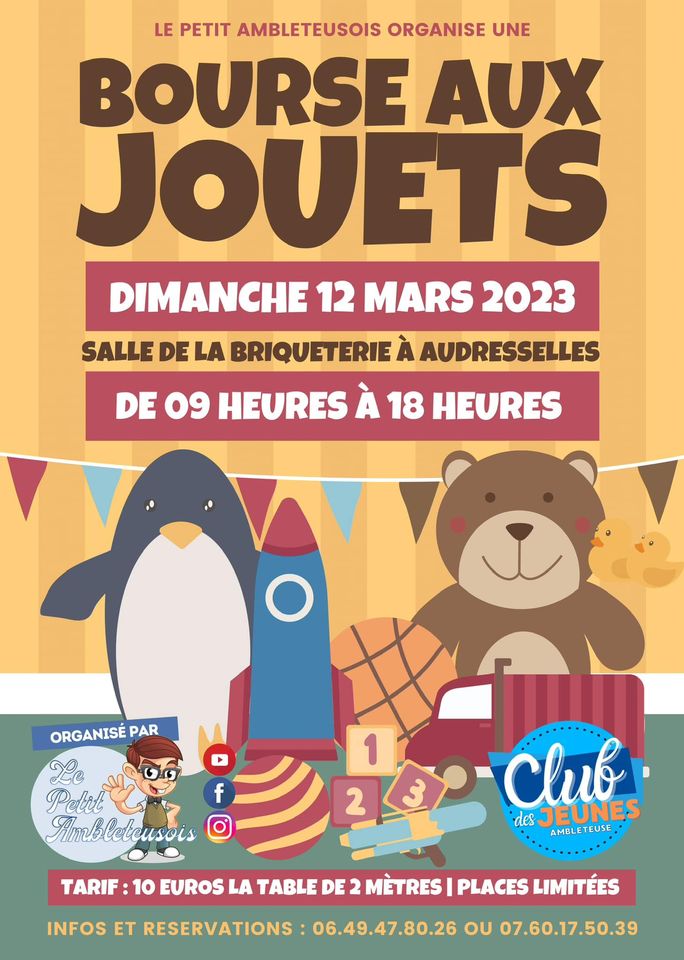 LE PETIT AMBLETEUSOIS ORGANISE UNE
BOURSE AUX
JOUETS
DIMANCHE 12 MARS 2023
SALLE DE LA BRIQUETERIE À AUDRESSELLES
DE 09 HEURES À 18 HEURES
ORGANISÉ PAR
Le
Petit
Ambleteusois
1
2
3
Club
des JEUNES
AMBLETEUSE
TARIF : 10 EUROS LA TABLE DE 2 MÈTRES | PLACES LIMITÉES
INFOS ET RESERVATIONS : 06.49.47.80.26 OU 07.60.17.50.39